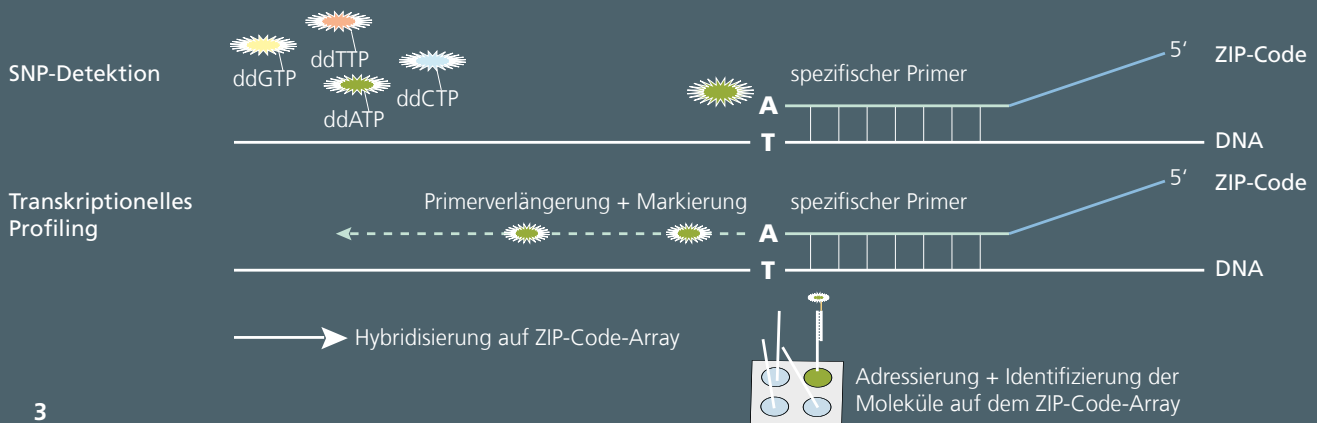 SNP-Detektion
ddGTP
ddTTP
ddATP
ddCTP
spezifischer Primer
5‘
ZIP-Code
A
T
DNA
Transkriptionelles
Profiling
Primerverlängerung + Markierung
spezifischer Primer
5‘
ZIP-Code
A
T
DNA
Hybridisierung auf ZIP-Code-Array
Adressierung + Identifizierung der
Moleküle auf dem ZIP-Code-Array
3